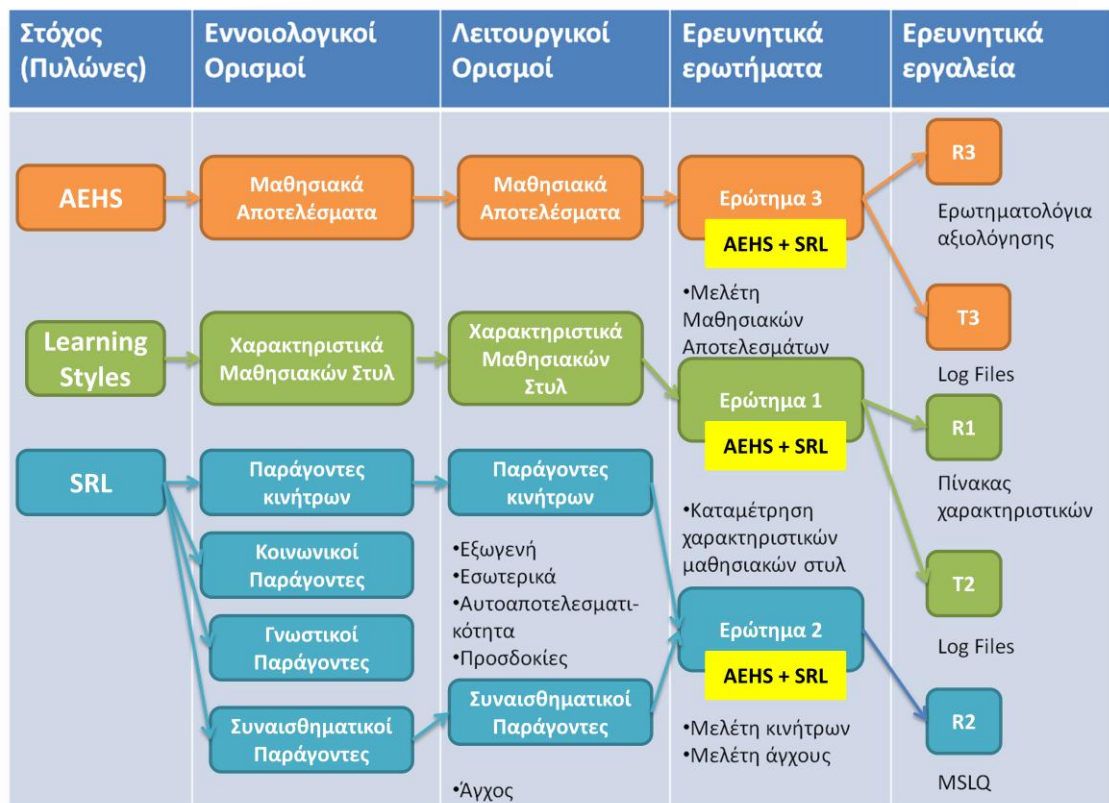 Στόχος
(Πυλώνες)
Εννοιολογικοί
Ορισμοί
Λειτουργικοί
Ορισμοί
Ερευνητικά
ερωτήματα
Ερευνητικά
εργαλεία
AEHS
Μαθησιακά
Αποτελέσματα
Μαθησιακά
Αποτελέσματα
Ερώτημα 3
AEHS + SRL
•Μελέτη
Μαθησιακών
Αποτελεσμάτων
R3
Ερωτηματολόγια
αξιολόγησης
T3
Log Files
Learning
Styles
Χαρακτηριστικά
Μαθησιακών Στυλ
Χαρακτηριστικά
Μαθησιακών
Στυλ
Ερώτημα 1
AEHS + SRL
•Καταμέτρηση
χαρακτηριστικών
μαθησιακών στυλ
R1
Πίνακας
χαρακτηριστικών
T2
Log Files
SRL
Παράγοντες
κινήτρων
Κοινωνικοί
Παράγοντες
Γνωστικοί
Παράγοντες
Συναισθηματικοί
Παράγοντες
Παράγοντες
κινήτρων
•Εξωγενή
•Εσωτερικά
•Αυτοαποτελεσματι-
κότητα
•Προσδοκίες
Συναισθηματικοί
Παράγοντες
•Άγχος
Ερώτημα 2
AEHS + SRL
•Μελέτη κινήτρων
•Μελέτη άγχους
R2
MSLQ